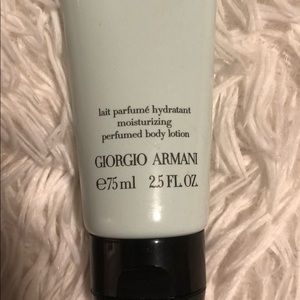 lait parfumé hydratant
moisturizing
perfumed body lotion
GIORGIO ARMANI
℮75 ml 2.5 FL. OZ.